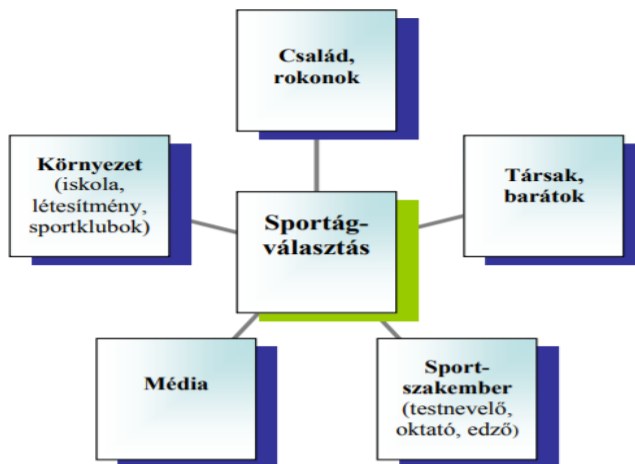 Család,
rokonok
Környezet
(iskola,
létesítmény,
sportklubok)
Sportág-
választás
Társak,
barátok
Média
Sport-
szakember
(testnevelő,
oktató, edző)